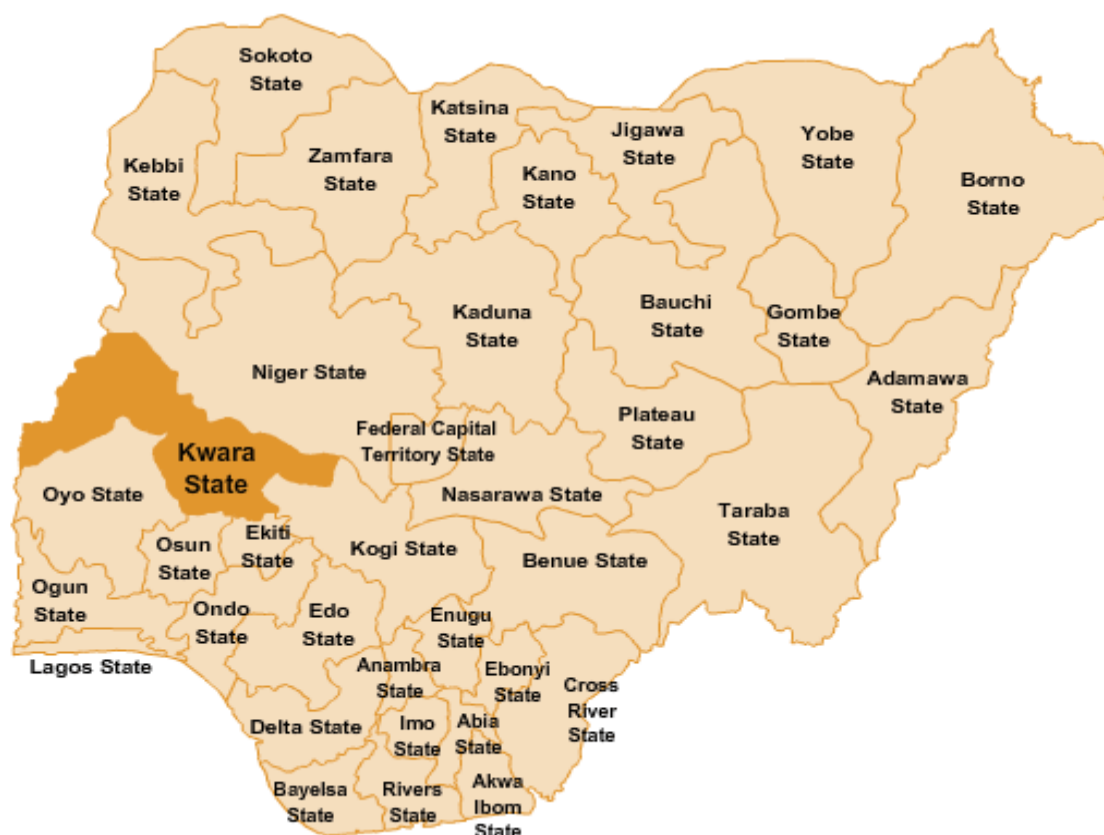 Sokoto
State
Katsina
State
Jigawa
State
Yobe
State
Kebbi
State
Zamfara
State
Kano
State
Borno
State
Kaduna
State
Bauchi
State
Gombe
State
Niger State
Adamawa
State
Plateau
State
Federal Capital
Territory State
Kwara
State
Oyo State
Nasarawa State
Taraba
State
Osun
State
Ekiti
State
Kogi State
Benue State
Ogun
State
Ondo
State
Edo
State
Enugu
State
Lagos State
Anambra
State
Ebonyi
State
Cross
River
State
Delta State
Imo
State
Abia
State
Bayelsa
State
Rivers
State
Akwa
Ibom
State